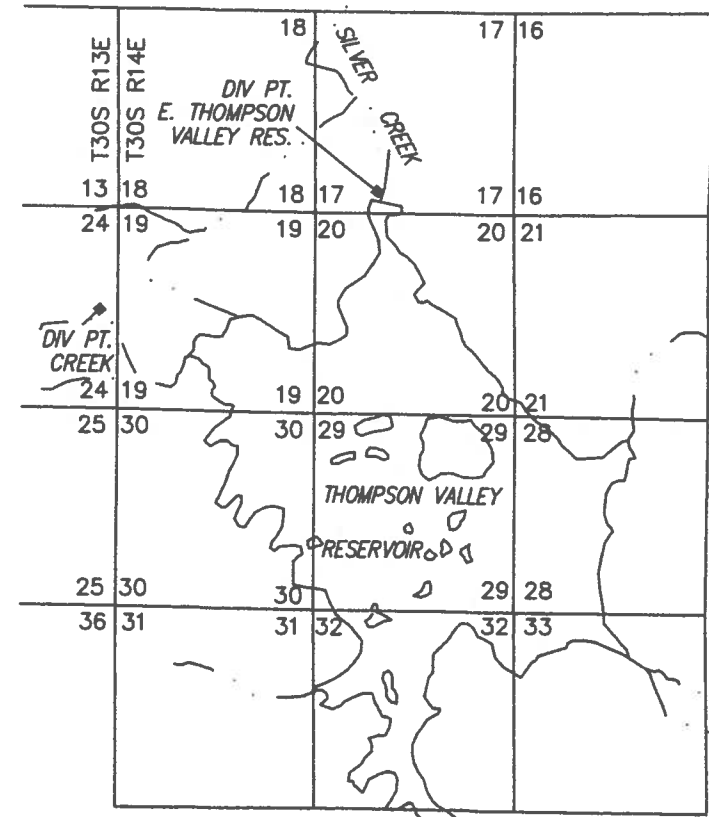 18
17 16
SILVER
CREEK
T30S R13E
T30S R14E
DIV PT.
E. THOMPSON
VALLEY RES.
13 18
18 17
17 16
24 19
19 20
20 21
DIV PT.
CREEK
24 19
19 20
20 21
25 30
30 29
29 28
THOMPSON VALLEY
RESERVOIR
25 30
30
29 28
36 31
31 32
32 33